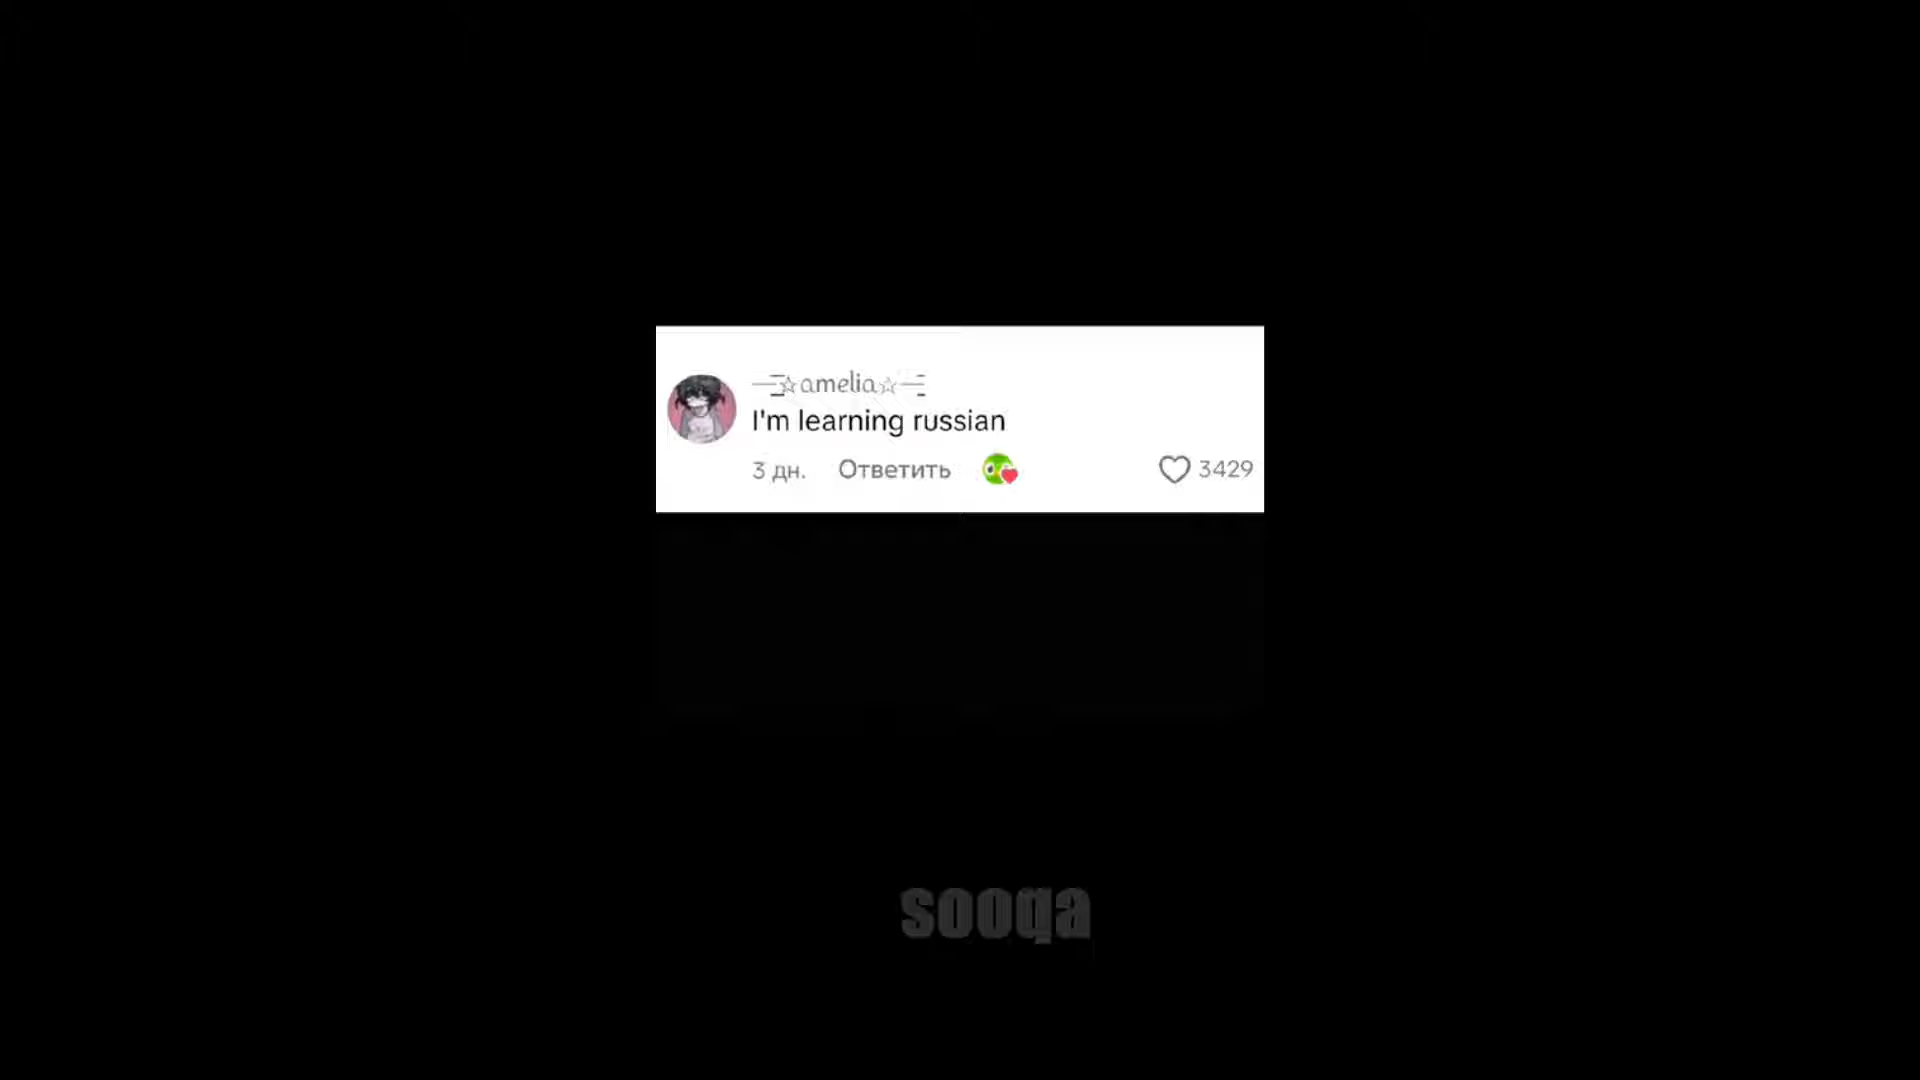 —͟͞☆amelia☆—͟͞
I'm learning russian
3 дн. Ответить 3429
sooqa